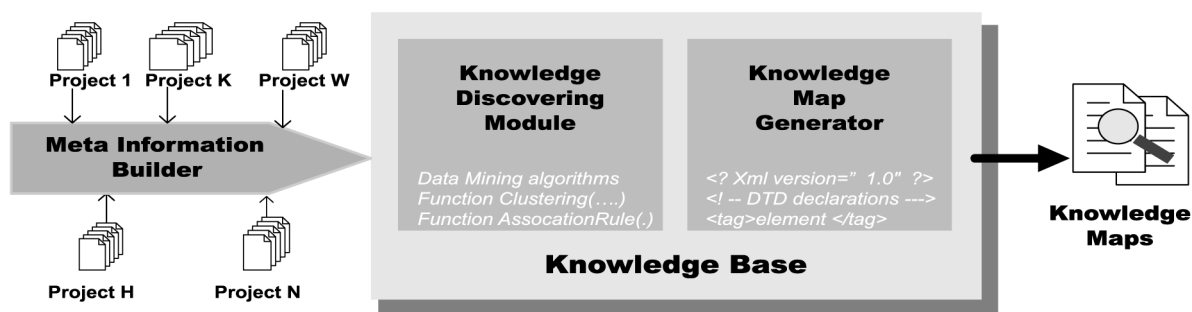 Project 1
Project K
Project W
Meta Information
Builder
Project H
Project N
Knowledge
Discovering
Module
Data Mining algorithms
Function Clustering(....)
Function AssocationRule(.)
Knowledge
Map
Generator
<? Xml version=" 1.0" ?>
<! -- DTD declarations --->
<tag>element </tag>
Knowledge Base
Knowledge
Maps